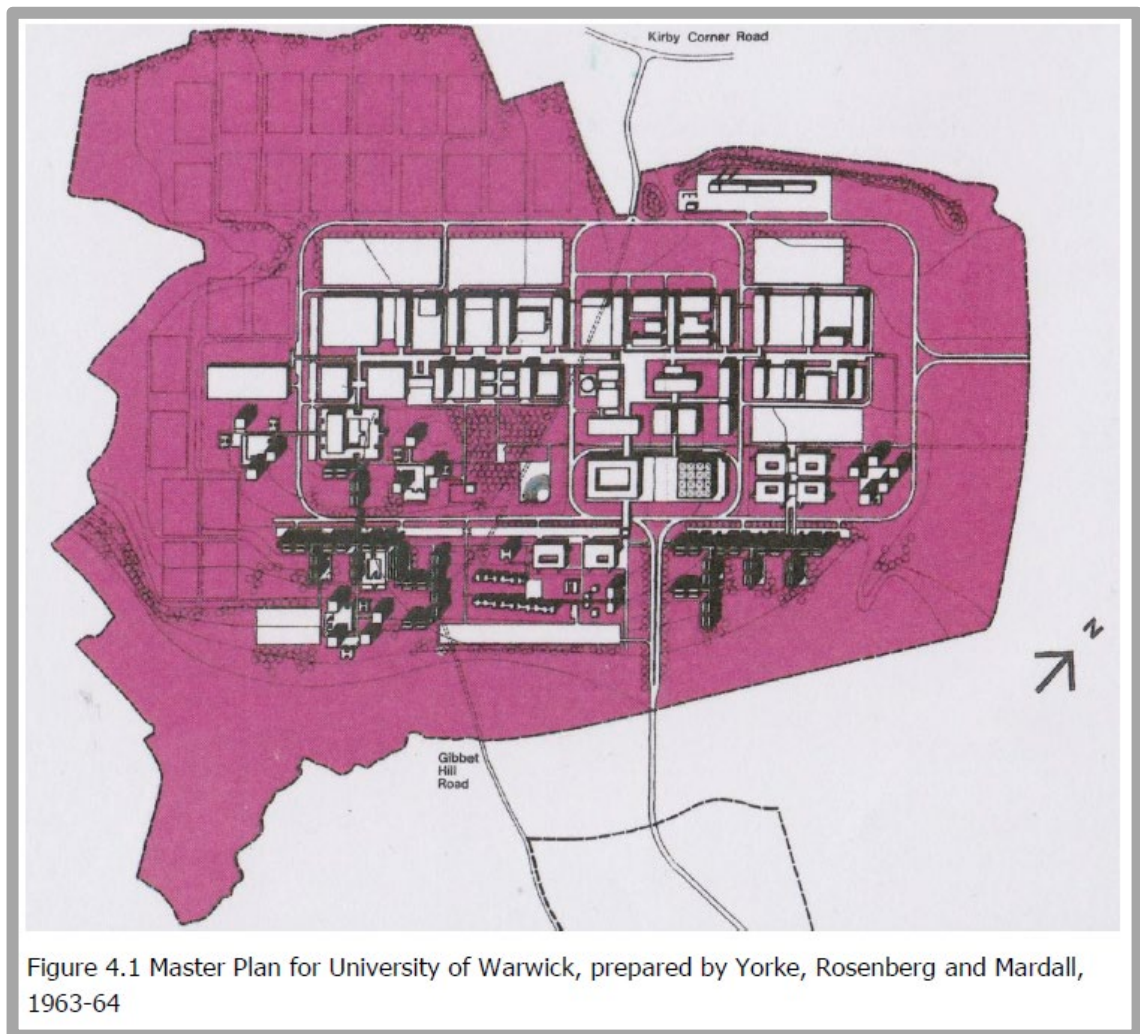 Kirby Corner Road
N
Gibbet
Hill
Road
Figure 4.1 Master Plan for University of Warwick, prepared by Yorke, Rosenberg and Mardall,
1963-64